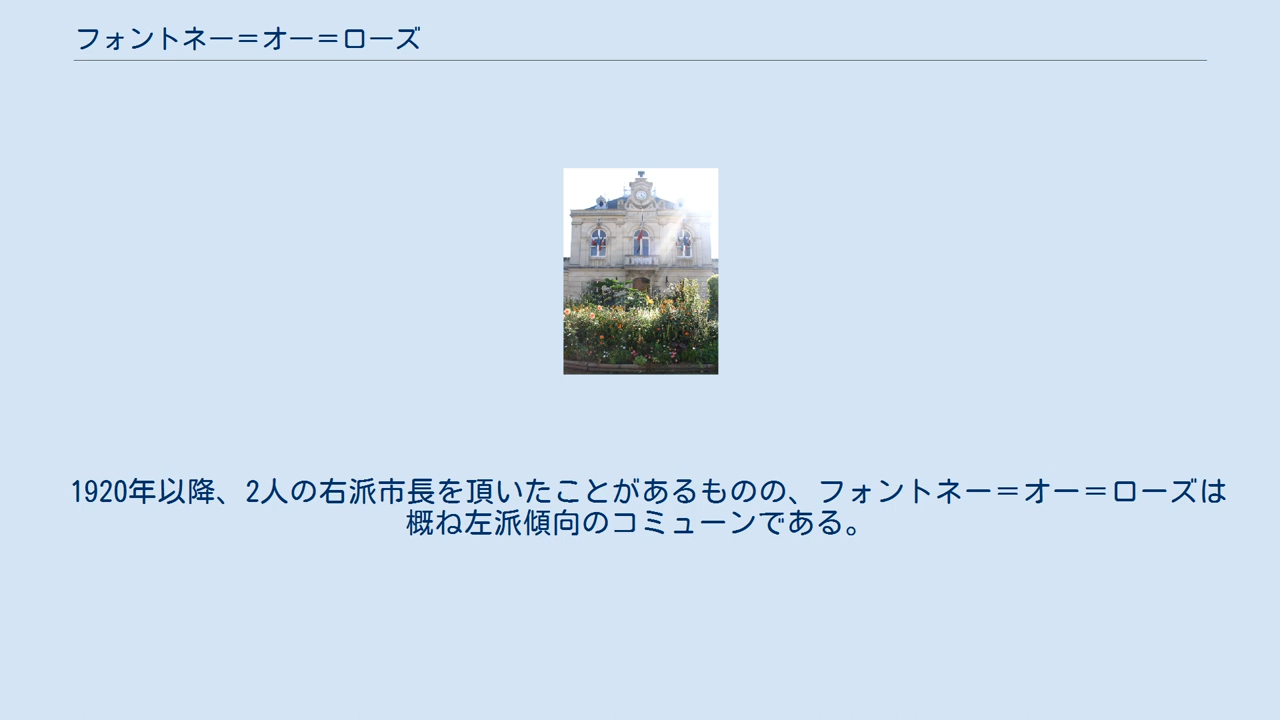 フォントネー＝オー＝ローズ
1920年以降、2人の右派市長を頂いたことがあるものの、フォントネー＝オー＝ローズは
概ね左派傾向のコミューンである。